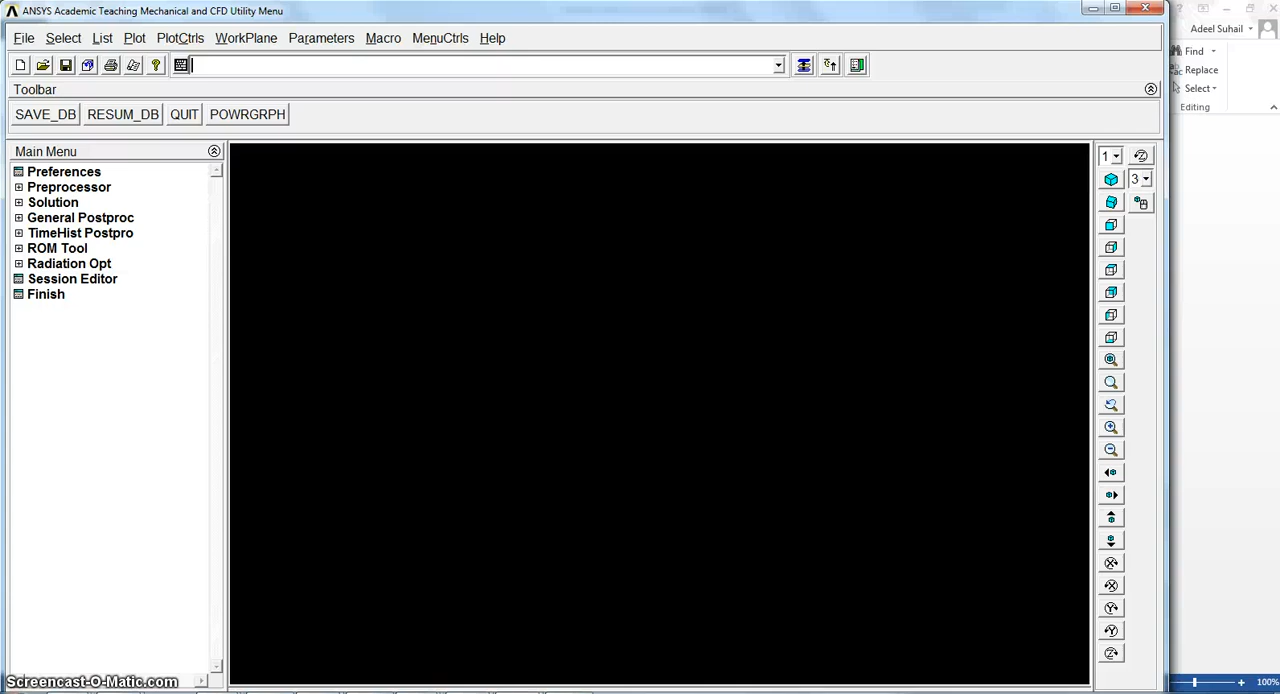 ANSYS Academic Teaching Mechanical and CFD Utility Menu
File Select List Plot PlotCtrls WorkPlane Parameters Macro MenuCtrls Help
Toolbar
SAVE_DB RESUM_DB QUIT POWRGRPH
Main Menu
Preferences
Preprocessor
Solution
General Postproc
TimeHist Postpro
ROM Tool
Radiation Opt
Session Editor
Finish
1
3
Adeel Suhail
Find
Replace
Select
Editing
Screencast-O-Matic.com
100%